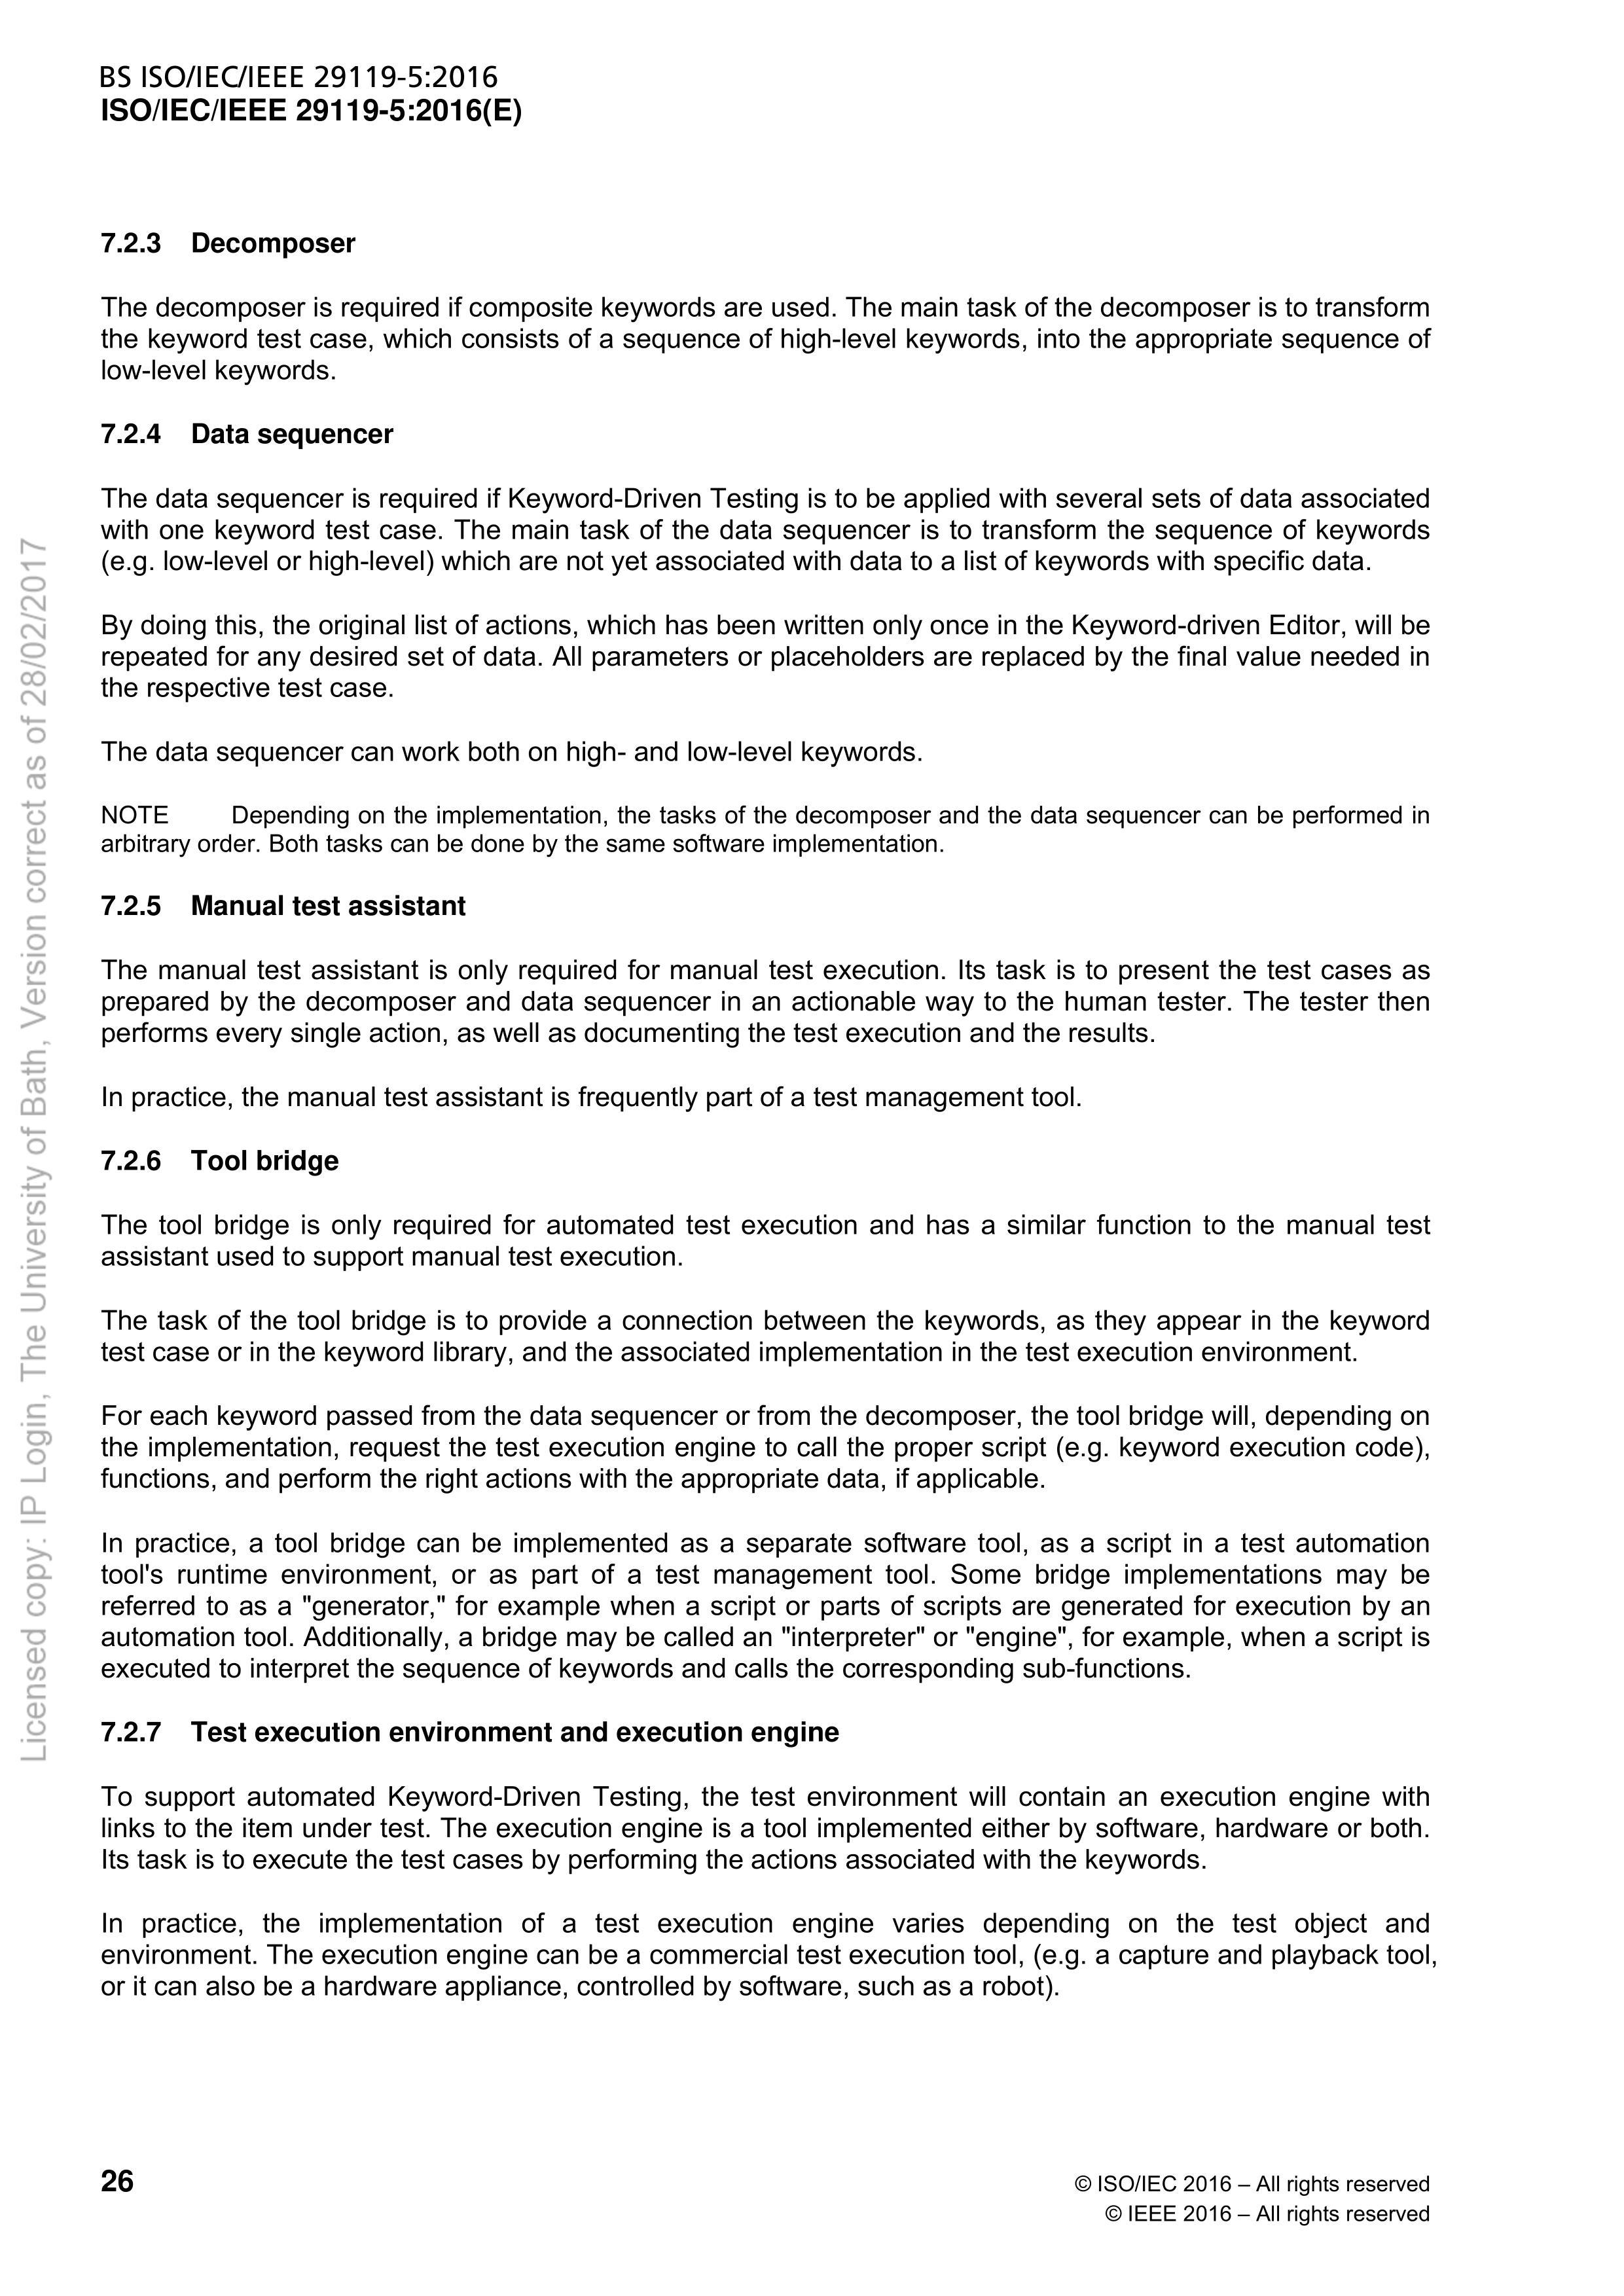 BS ISO/IEC/IEEE 29119-5:2016
ISO/IEC/IEEE 29119-5:2016(E)
7.2.3 Decomposer
The decomposer is required if composite keywords are used. The main task of the decomposer is to transform
the keyword test case, which consists of a sequence of high-level keywords, into the appropriate sequence of
low-level keywords.
7.2.4 Data sequencer
The data sequencer is required if Keyword-Driven Testing is to be applied with several sets of data associated
with one keyword test case. The main task of the data sequencer is to transform the sequence of keywords
(e.g. low-level or high-level) which are not yet associated with data to a list of keywords with specific data.
By doing this, the original list of actions, which has been written only once in the Keyword-driven Editor, will be
repeated for any desired set of data. All parameters or placeholders are replaced by the final value needed in
the respective test case.
The data sequencer can work both on high- and low-level keywords.
NOTE Depending on the implementation, the tasks of the decomposer and the data sequencer can be performed in
arbitrary order. Both tasks can be done by the same software implementation.
7.2.5 Manual test assistant
The manual test assistant is only required for manual test execution. Its task is to present the test cases as
prepared by the decomposer and data sequencer in an actionable way to the human tester. The tester then
performs every single action, as well as documenting the test execution and the results.
In practice, the manual test assistant is frequently part of a test management tool.
7.2.6 Tool bridge
The tool bridge is only required for automated test execution and has a similar function to the manual test
assistant used to support manual test execution.
The task of the tool bridge is to provide a connection between the keywords, as they appear in the keyword
test case or in the keyword library, and the associated implementation in the test execution environment.
For each keyword passed from the data sequencer or from the decomposer, the tool bridge will, depending on
the implementation, request the test execution engine to call the proper script (e.g. keyword execution code),
functions, and perform the right actions with the appropriate data, if applicable.
In practice, a tool bridge can be implemented as a separate software tool, as a script in a test automation
tool's runtime environment, or as part of a test management tool. Some bridge implementations may be
referred to as a "generator," for example when a script or parts of scripts are generated for execution by an
automation tool. Additionally, a bridge may be called an "interpreter" or "engine", for example, when a script is
executed to interpret the sequence of keywords and calls the corresponding sub-functions.
7.2.7 Test execution environment and execution engine
To support automated Keyword-Driven Testing, the test environment will contain an execution engine with
links to the item under test. The execution engine is a tool implemented either by software, hardware or both.
Its task is to execute the test cases by performing the actions associated with the keywords.
In practice, the implementation of a test execution engine varies depending on the test object and
environment. The execution engine can be a commercial test execution tool, (e.g. a capture and playback tool,
or it can also be a hardware appliance, controlled by software, such as a robot).
26
© ISO/IEC 2016 – All rights reserved
© IEEE 2016 – All rights reserved
Licensed copy: IP Login, The University of Bath, Version correct as of 28/02/2017